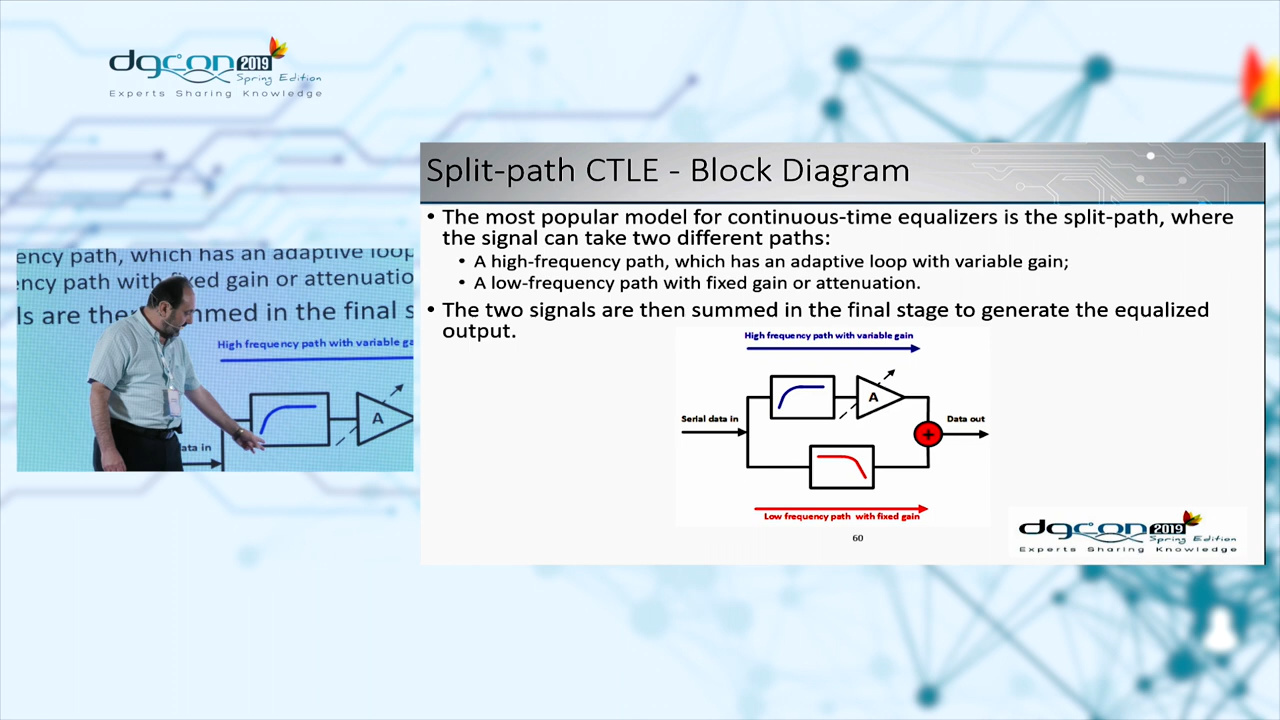 dgcon 2019
Spring Edition
Experts Sharing Knowledge
ency path, which has an adaptive loop
ncy path with fixed gain or attenuatio
ls are then summed in the final s
High frequency path with variable ga
A
ata in
Split-path CTLE - Block Diagram
• The most popular model for continuous-time equalizers is the split-path, where
the signal can take two different paths:
• A high-frequency path, which has an adaptive loop with variable gain;
• A low-frequency path with fixed gain or attenuation.
• The two signals are then summed in the final stage to generate the equalized
output.
High frequency path with variable gain
A
Serial data in
Data out
+
Low frequency path with fixed gain
60
dgcon 2019
Spring Edition
Experts Sharing Knowledge